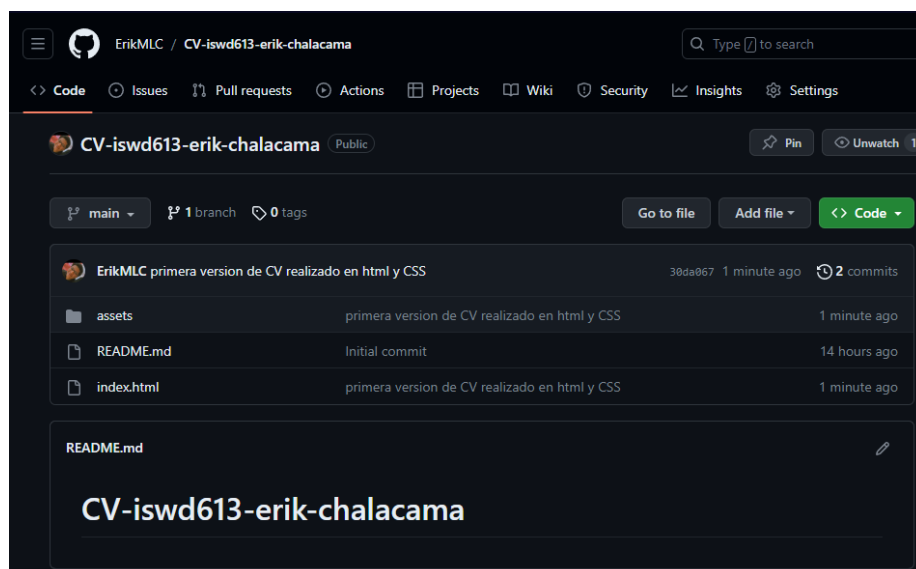 ErikMLC / CV-iswd613-erik-chalacama
Type / to search
Code Issues Pull requests Actions Projects Wiki Security Insights Settings
CV-iswd613-erik-chalacama Public Pin Unwatch 1
main 1 branch 0 tags Go to file Add file Code
ErikMLC primera version de CV realizado en html y CSS 30da067 1 minute ago 2 commits
assets primera version de CV realizado en html y CSS 1 minute ago
README.md Initial commit 14 hours ago
index.html primera version de CV realizado en html y CSS 1 minute ago
README.md
CV-iswd613-erik-chalacama